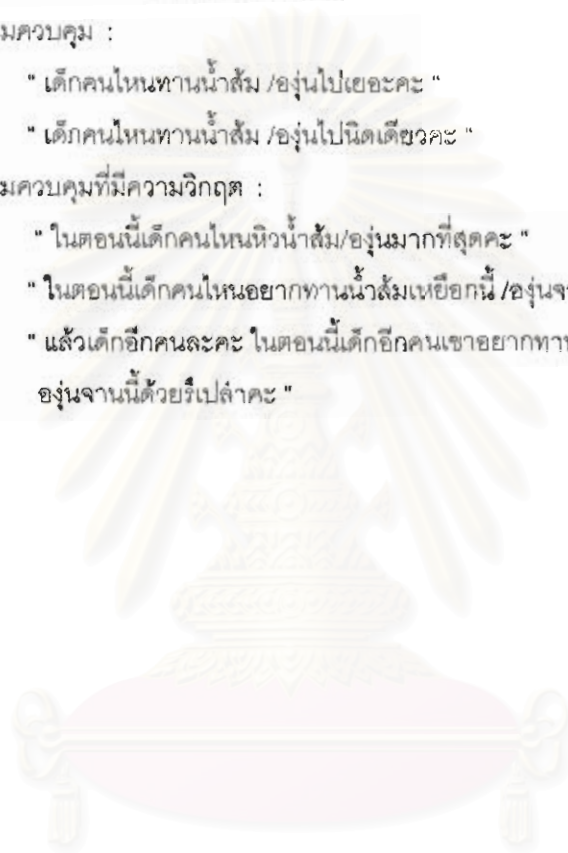 มควบคุม :
" เด็กคนไหนทานน้ำส้ม /องุ่นไปเยอะคะ "
" เด็กคนไหนทานน้ำส้ม /องุ่นไปนิดเดียวคะ "
มควบคุมที่มีความวิกฤต :
" ในตอนนี้เด็กคนไหนหิวน้ำส้ม/องุ่นมากที่สุดคะ "
" ในตอนนี้เด็กคนไหนอยากทานน้ำส้มเหยือกนี้ /องุ่นจ
" แล้วเด็กอีกคนละคะ ในตอนนี้เด็กอีกคนเขาอยากทา
องุ่นจานนี้ด้วยรึเปล่าคะ "